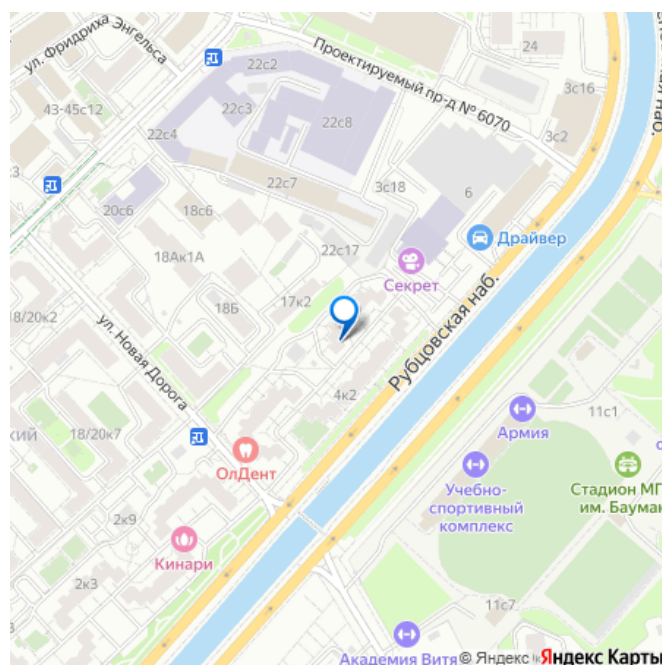 ул. Фридриха Энгельса
22с2
24
Проектируемый пр-д № 6070
3с16
22с3
43-45с12
22с8
22с4
3с2
наб.
22с7
3с18
6
20с6
18с6
22с17
Драйвер
18Ак1А
Секрет
17к2
18Б
18/20к2
ул. Новая Дорога
Рубцовская наб.
4к2
11с1
Армия
18/20к7
ОлДент
Учебно-
спортивный
комплекс
Стадион МГ
им. Баумана
2к9
Кинари
2к3
11с7
Академия Витя
© Яндекс
Яндекс Карты